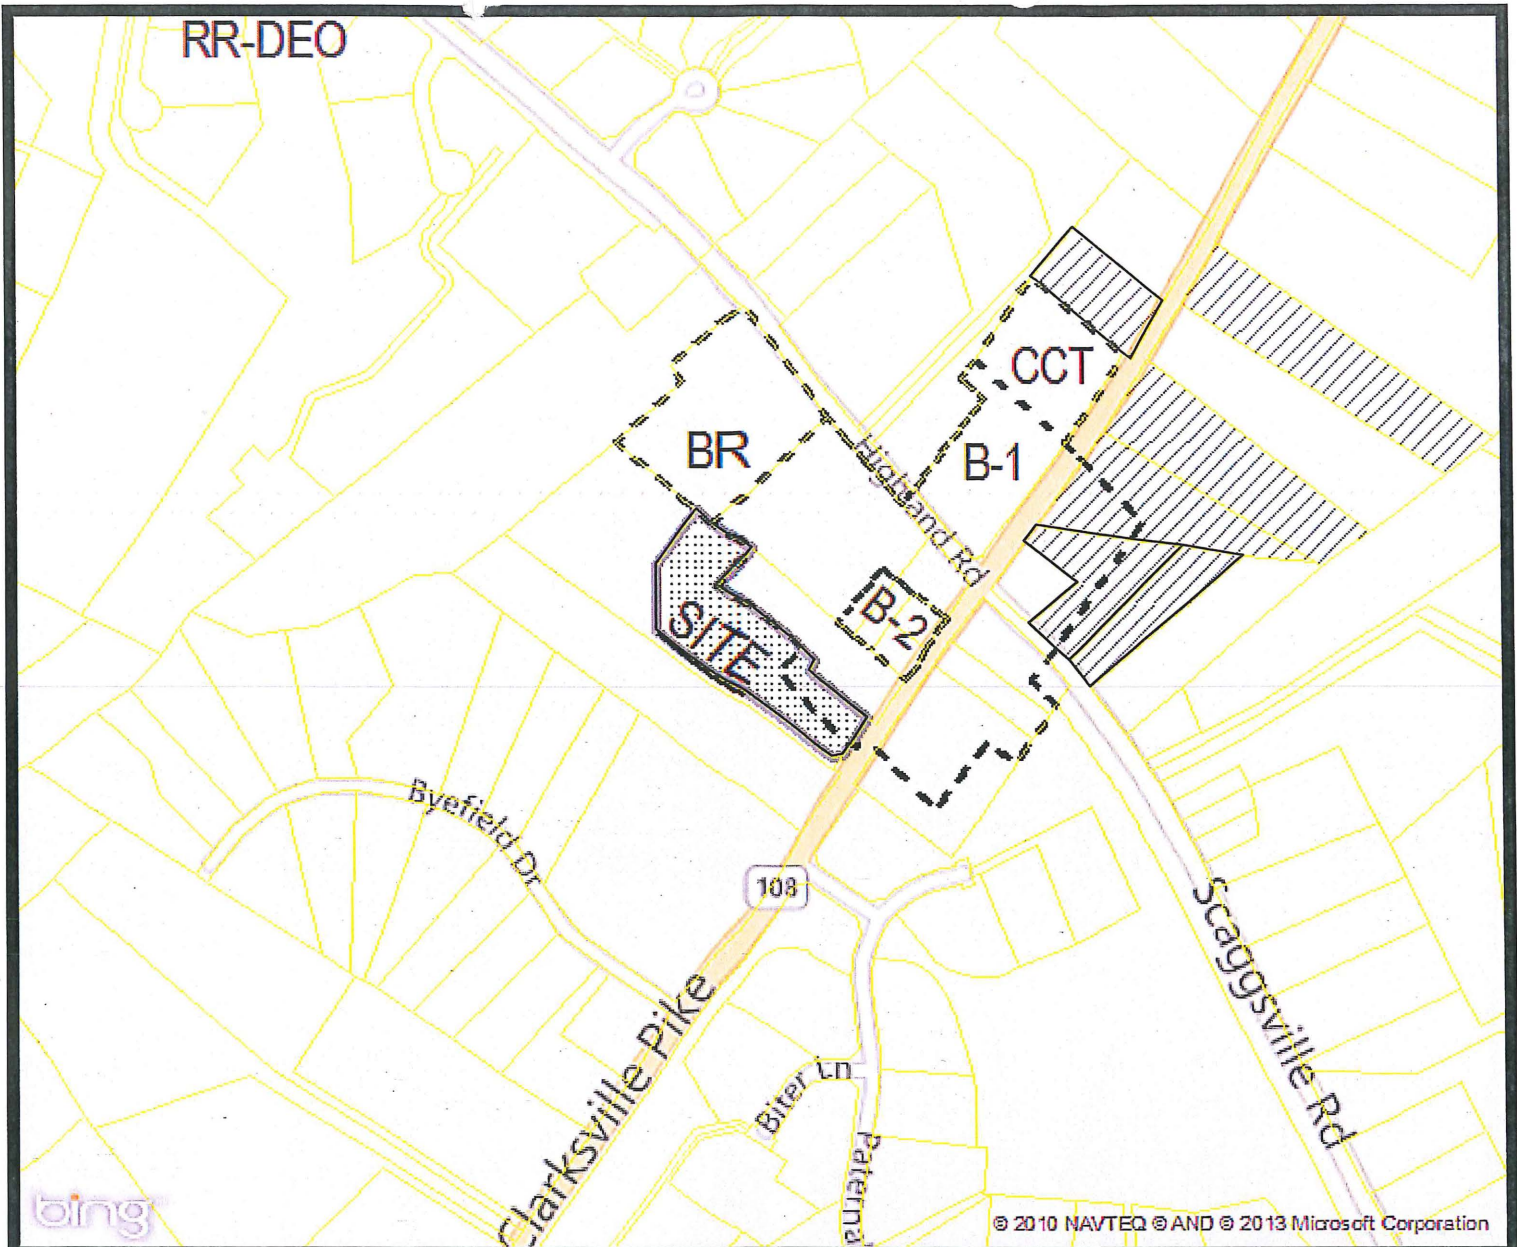 RR-DEO
CCT
BR
B-1
Highland Rd
B-2
SITE
Byefield Dr
108
Scaggsville Rd
Clarksville Pike
Biter Ln
Paterna
bing
© 2010 NAVTEQ © AND © 2013 Microsoft Corporation